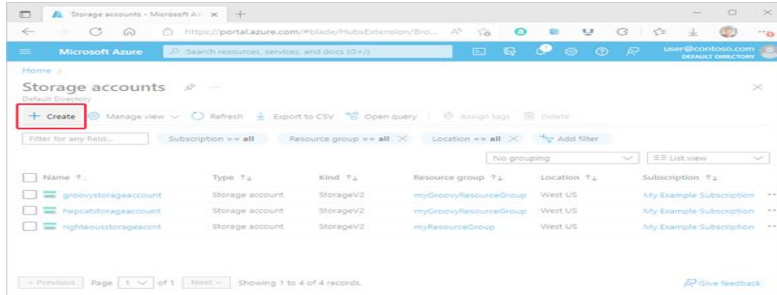 Storage accounts - Microsoft Az
https://portal.azure.com/#blade/HubsExtension/Bro...
Microsoft Azure
Search resources, services, and docs (G+/)
user@contoso.com
DEFAULT DIRECTORY
Home >
Storage accounts
Default Directory
+ Create
Manage view
Refresh
Export to CSV
Open query
Assign tags
Delete
Filter for any field...
Subscription == all
Resource group == all
Location == all
Add filter
No grouping
List view
Name
Type
Kind
Resource group
Location
Subscription
groovystorageaccount Storage account StorageV2 myGroovyResourceGroup West US My Example Subscription
hepcatstorageaccount Storage account StorageV2 myGroovyResourceGroup West US My Example Subscription
righteousstorageaccnt Storage account StorageV2 myResourceGroup West US My Example Subscription
< Previous
Page 1 of 1
Next >
Showing 1 to 4 of 4 records.
Give feedback